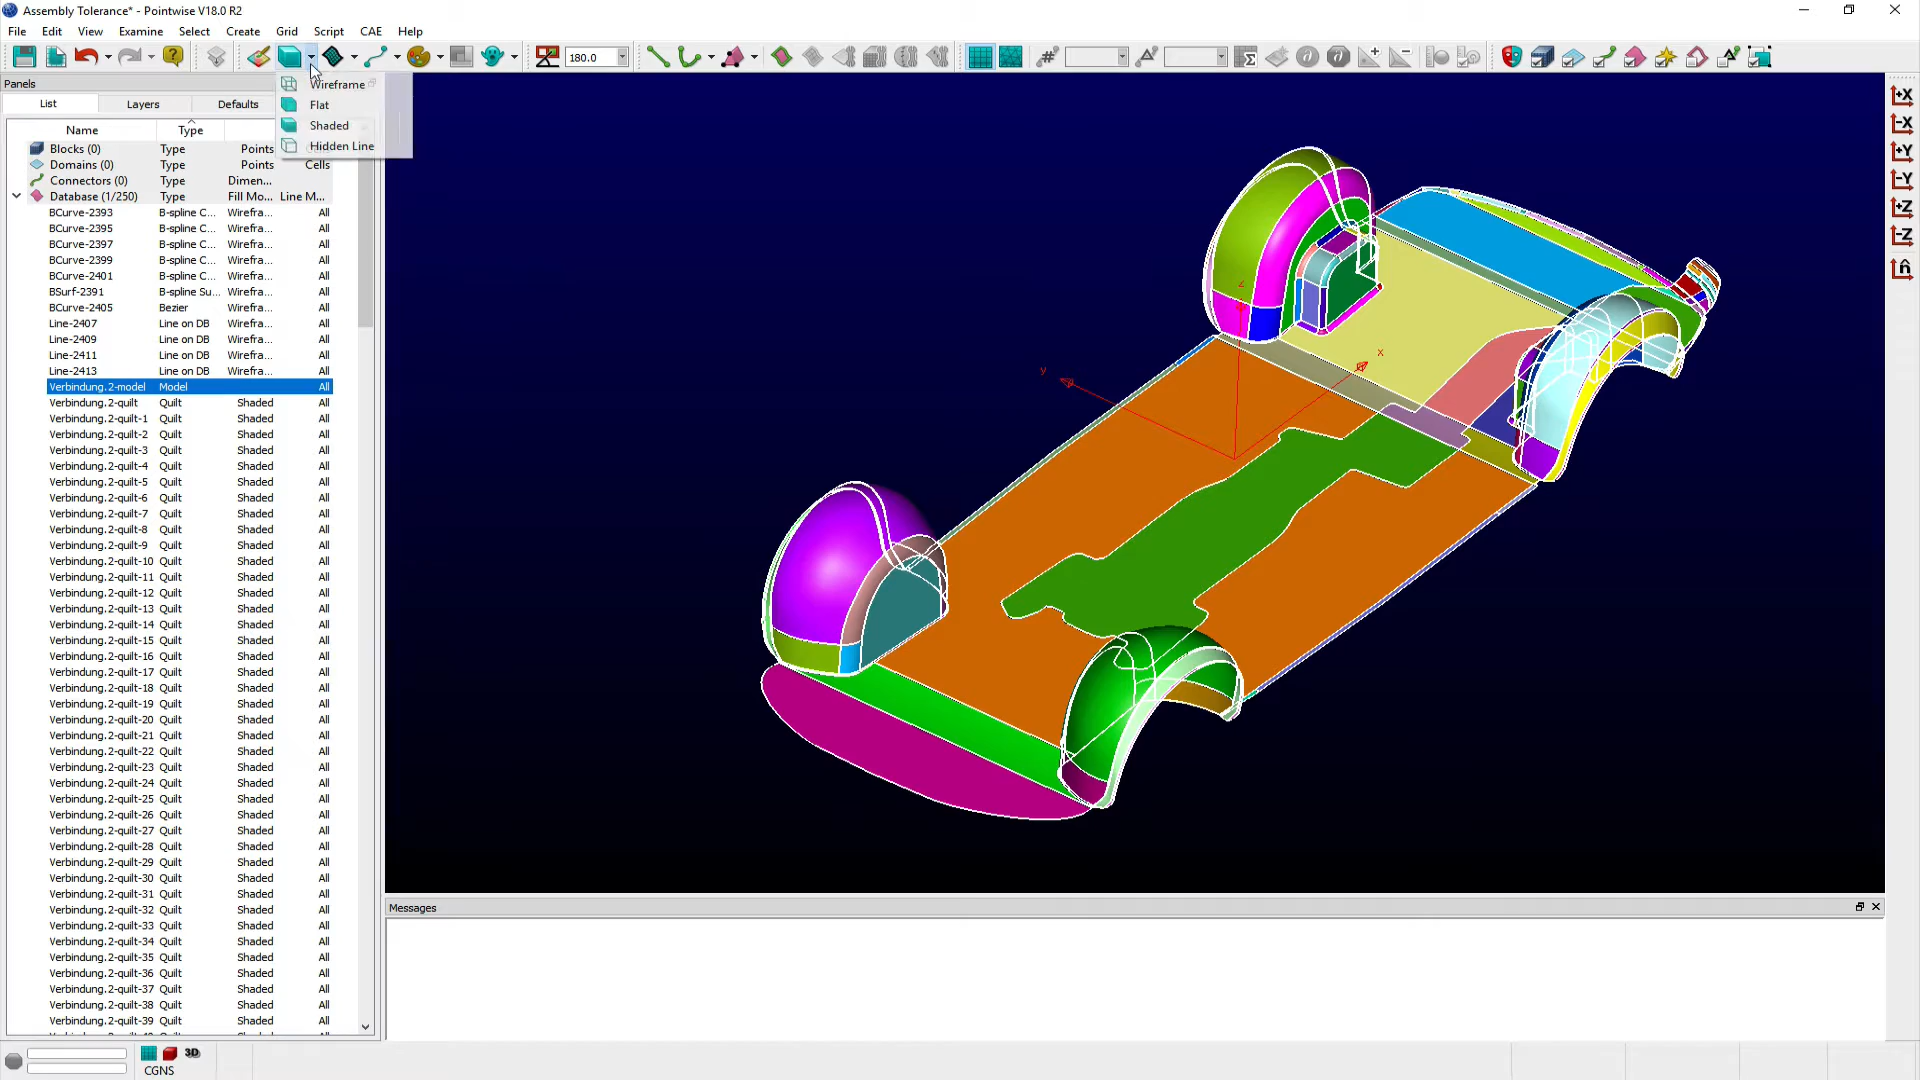 Assembly Tolerance* - Pointwise V18.0 R2
File Edit View Examine Select Create Grid Script CAE Help
180.0
Panels
List Layers Defaults
Wireframe
Flat
Shaded
Hidden Line
Name Type
Blocks (0) Type Points Cells
Domains (0) Type Points Cells
Connectors (0) Type Dimen...
Database (1/250) Type Fill Mo... Line M...
BCurve-2393 B-spline C... Wirefra... All
BCurve-2395 B-spline C... Wirefra... All
BCurve-2397 B-spline C... Wirefra... All
BCurve-2399 B-spline C... Wirefra... All
BCurve-2401 B-spline C... Wirefra... All
BSurf-2391 B-spline Su... Wirefra... All
BCurve-2405 Bezier Wirefra... All
Line-2407 Line on DB Wirefra... All
Line-2409 Line on DB Wirefra... All
Line-2411 Line on DB Wirefra... All
Line-2413 Line on DB Wirefra... All
Verbindung.2-model Model All
Verbindung.2-quilt Quilt Shaded All
Verbindung.2-quilt-1 Quilt Shaded All
Verbindung.2-quilt-2 Quilt Shaded All
Verbindung.2-quilt-3 Quilt Shaded All
Verbindung.2-quilt-4 Quilt Shaded All
Verbindung.2-quilt-5 Quilt Shaded All
Verbindung.2-quilt-6 Quilt Shaded All
Verbindung.2-quilt-7 Quilt Shaded All
Verbindung.2-quilt-8 Quilt Shaded All
Verbindung.2-quilt-9 Quilt Shaded All
Verbindung.2-quilt-10 Quilt Shaded All
Verbindung.2-quilt-11 Quilt Shaded All
Verbindung.2-quilt-12 Quilt Shaded All
Verbindung.2-quilt-13 Quilt Shaded All
Verbindung.2-quilt-14 Quilt Shaded All
Verbindung.2-quilt-15 Quilt Shaded All
Verbindung.2-quilt-16 Quilt Shaded All
Verbindung.2-quilt-17 Quilt Shaded All
Verbindung.2-quilt-18 Quilt Shaded All
Verbindung.2-quilt-19 Quilt Shaded All
Verbindung.2-quilt-20 Quilt Shaded All
Verbindung.2-quilt-21 Quilt Shaded All
Verbindung.2-quilt-22 Quilt Shaded All
Verbindung.2-quilt-23 Quilt Shaded All
Verbindung.2-quilt-24 Quilt Shaded All
Verbindung.2-quilt-25 Quilt Shaded All
Verbindung.2-quilt-26 Quilt Shaded All
Verbindung.2-quilt-27 Quilt Shaded All
Verbindung.2-quilt-28 Quilt Shaded All
Verbindung.2-quilt-29 Quilt Shaded All
Verbindung.2-quilt-30 Quilt Shaded All
Verbindung.2-quilt-31 Quilt Shaded All
Verbindung.2-quilt-32 Quilt Shaded All
Verbindung.2-quilt-33 Quilt Shaded All
Verbindung.2-quilt-34 Quilt Shaded All
Verbindung.2-quilt-35 Quilt Shaded All
Verbindung.2-quilt-36 Quilt Shaded All
Verbindung.2-quilt-37 Quilt Shaded All
Verbindung.2-quilt-38 Quilt Shaded All
Verbindung.2-quilt-39 Quilt Shaded All
z
y
x
+X
-X
+Y
-Y
+Z
-Z
n̂
Messages
3D
CGNS